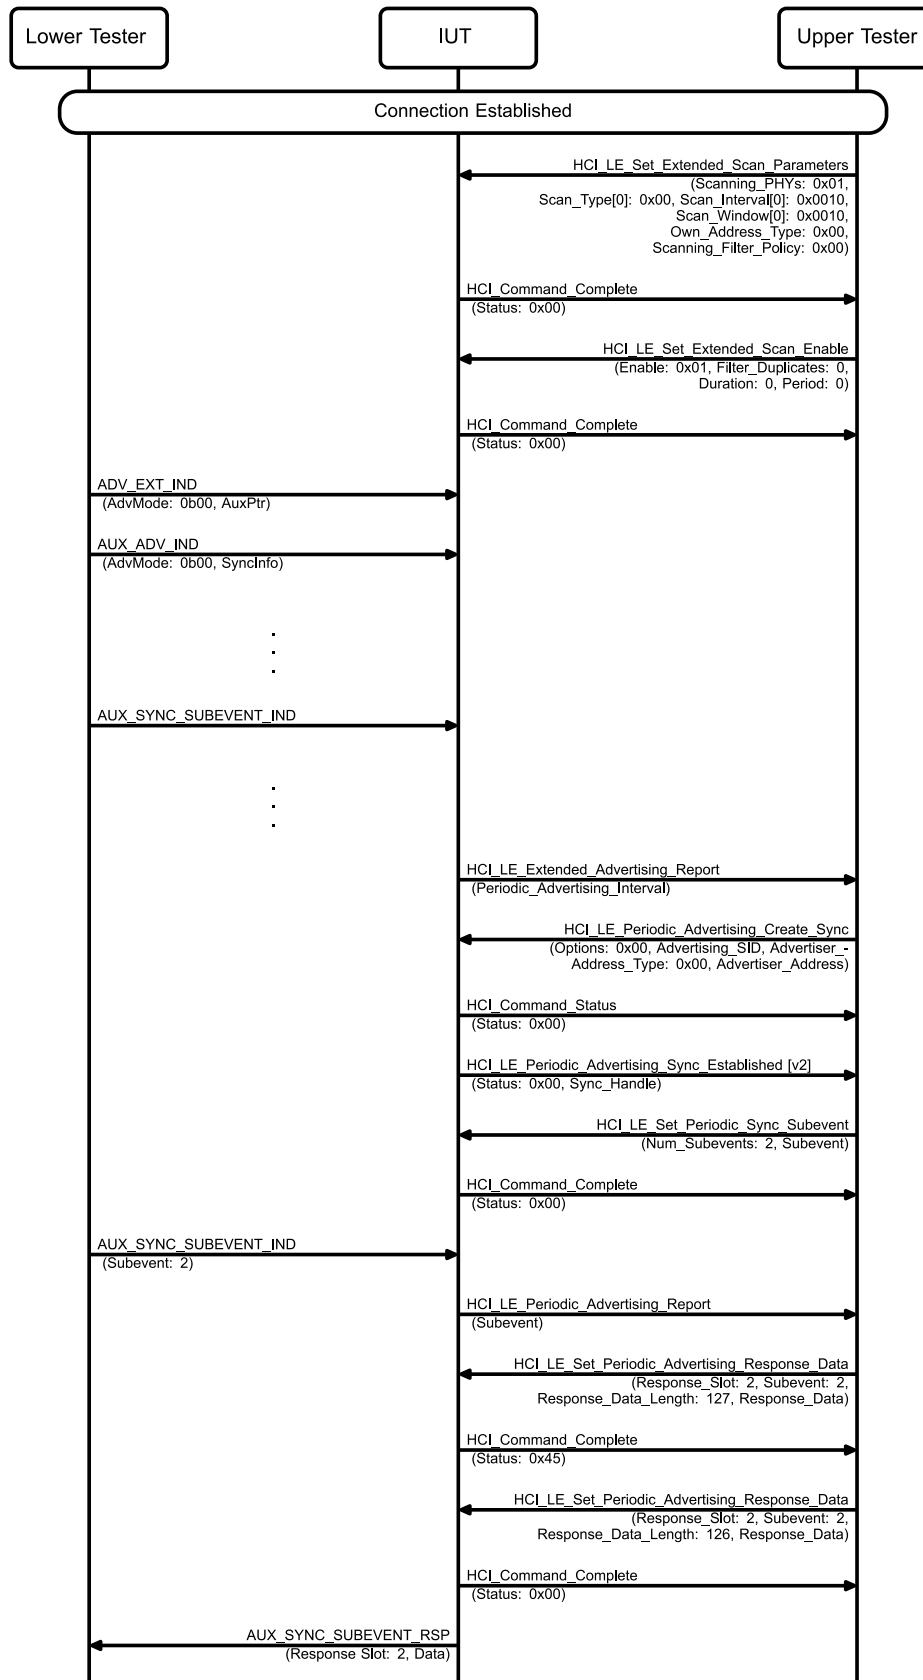 Lower Tester
IUT
Upper Tester
Connection Established
HCI_LE_Set_Extended_Scan_Parameters
(Scanning_PHYs: 0x01,
Scan_Type[0]: 0x00, Scan_Interval[0]: 0x0010,
Scan_Window[0]: 0x0010,
Own_Address_Type: 0x00,
Scanning_Filter_Policy: 0x00)
HCI_Command_Complete
(Status: 0x00)
HCI_LE_Set_Extended_Scan_Enable
(Enable: 0x01, Filter_Duplicates: 0,
Duration: 0, Period: 0)
HCI_Command_Complete
(Status: 0x00)
ADV_EXT_IND
(AdvMode: 0b00, AuxPtr)
AUX_ADV_IND
(AdvMode: 0b00, SyncInfo)
.
.
.
AUX_SYNC_SUBEVENT_IND
.
.
.
HCI_LE_Extended_Advertising_Report
(Periodic_Advertising_Interval)
HCI_LE_Periodic_Advertising_Create_Sync
(Options: 0x00, Advertising_SID, Advertiser_-
Address_Type: 0x00, Advertiser_Address)
HCI_Command_Status
(Status: 0x00)
HCI_LE_Periodic_Advertising_Sync_Established [v2]
(Status: 0x00, Sync_Handle)
HCI_LE_Set_Periodic_Sync_Subevent
(Num_Subevents: 2, Subevent)
HCI_Command_Complete
(Status: 0x00)
AUX_SYNC_SUBEVENT_IND
(Subevent: 2)
HCI_LE_Periodic_Advertising_Report
(Subevent)
HCI_LE_Set_Periodic_Advertising_Response_Data
(Response_Slot: 2, Subevent: 2,
Response_Data_Length: 127, Response_Data)
HCI_Command_Complete
(Status: 0x45)
HCI_LE_Set_Periodic_Advertising_Response_Data
(Response_Slot: 2, Subevent: 2,
Response_Data_Length: 126, Response_Data)
HCI_Command_Complete
(Status: 0x00)
AUX_SYNC_SUBEVENT_RSP
(Response Slot: 2, Data)